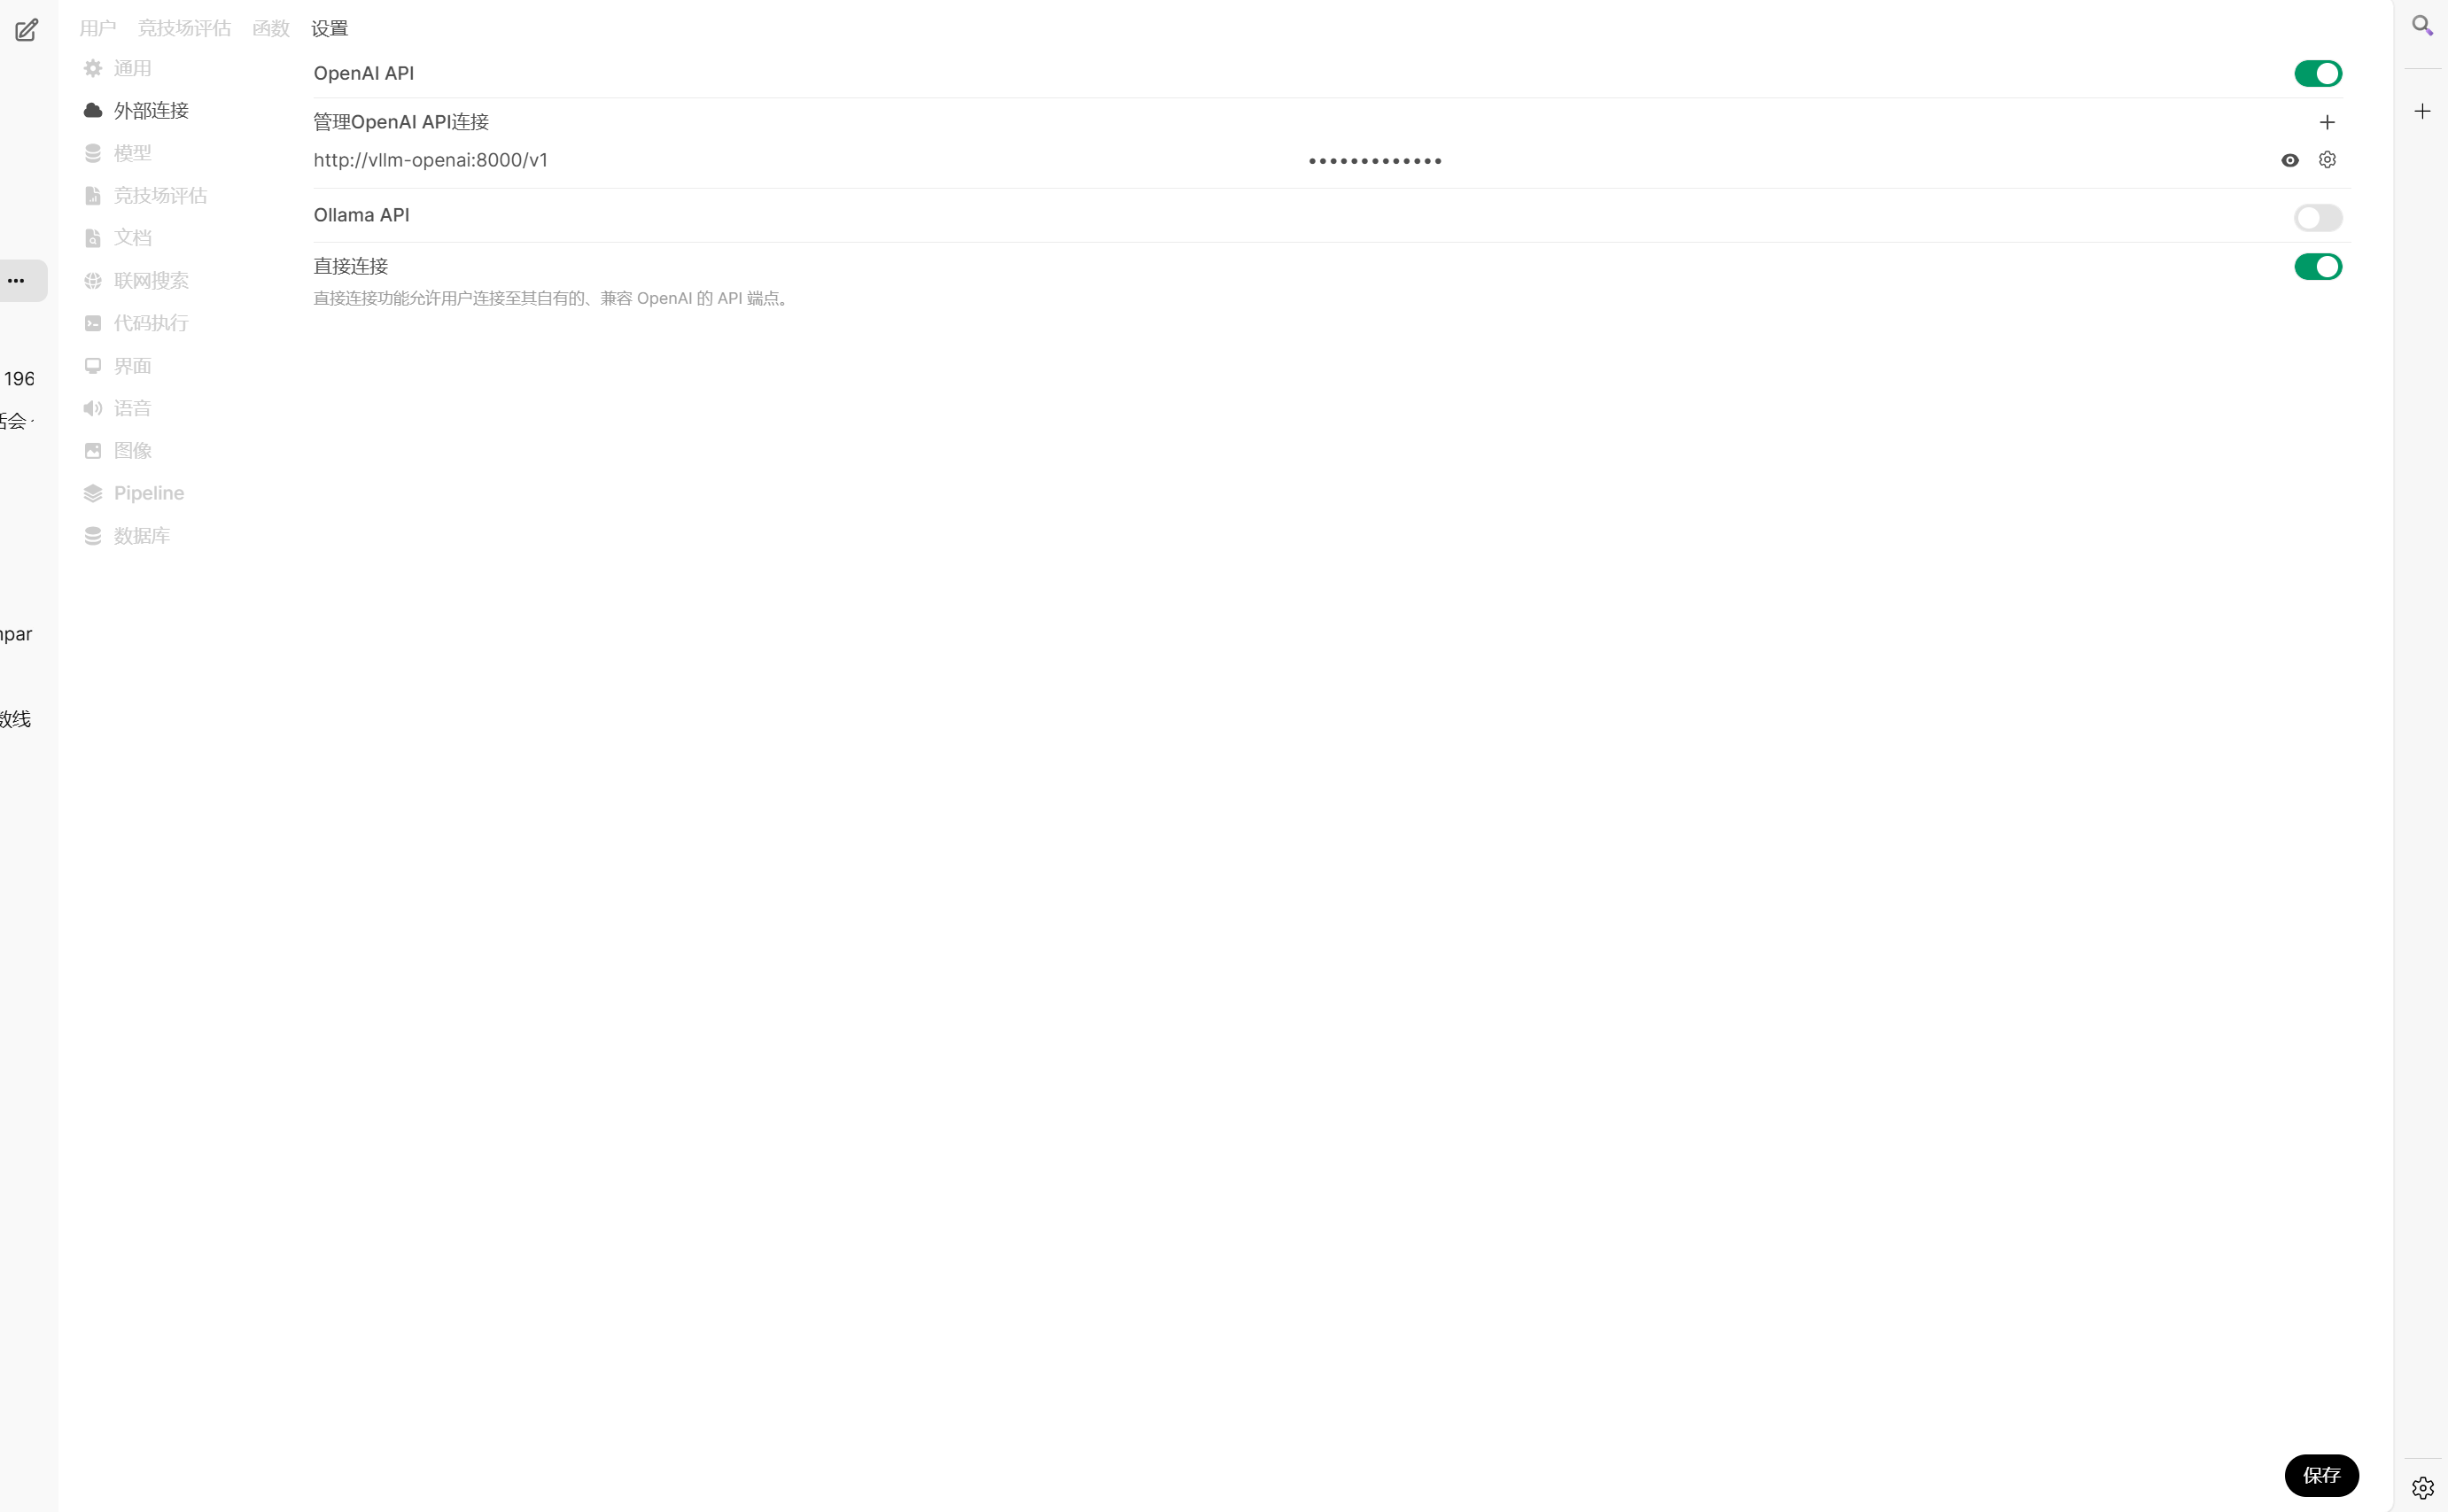 用户 竞技场评估 函数 设置
通用
外部连接
模型
竞技场评估
文档
联网搜索
代码执行
界面
语音
图像
Pipeline
数据库
OpenAI API
管理OpenAI API连接
http://vllm-openai:8000/v1 •••••••••••••
Ollama API
直接连接
直接连接功能允许用户连接至其自有的、兼容 OpenAI 的 API 端点。
196
会
数线
保存